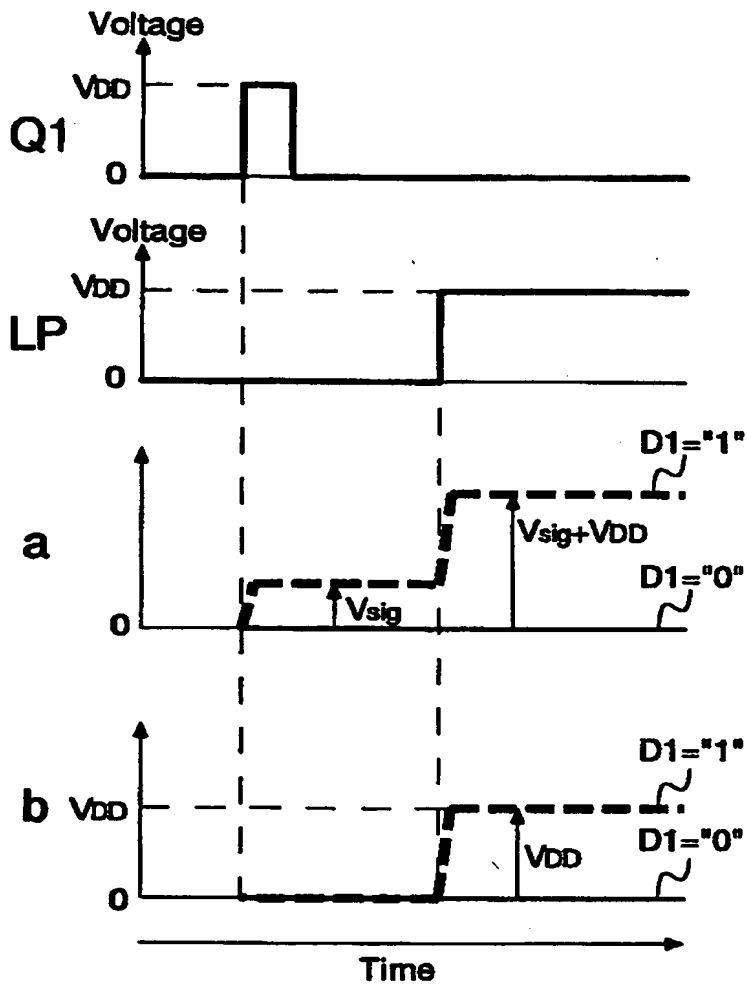 Voltage
VDD
Q1
0
Voltage
VDD
LP
0
D1="1"
a
Vsig+VDD
D1="0"
Vsig
0
D1="1"
b
VDD
D1="0"
VDD
0
Time